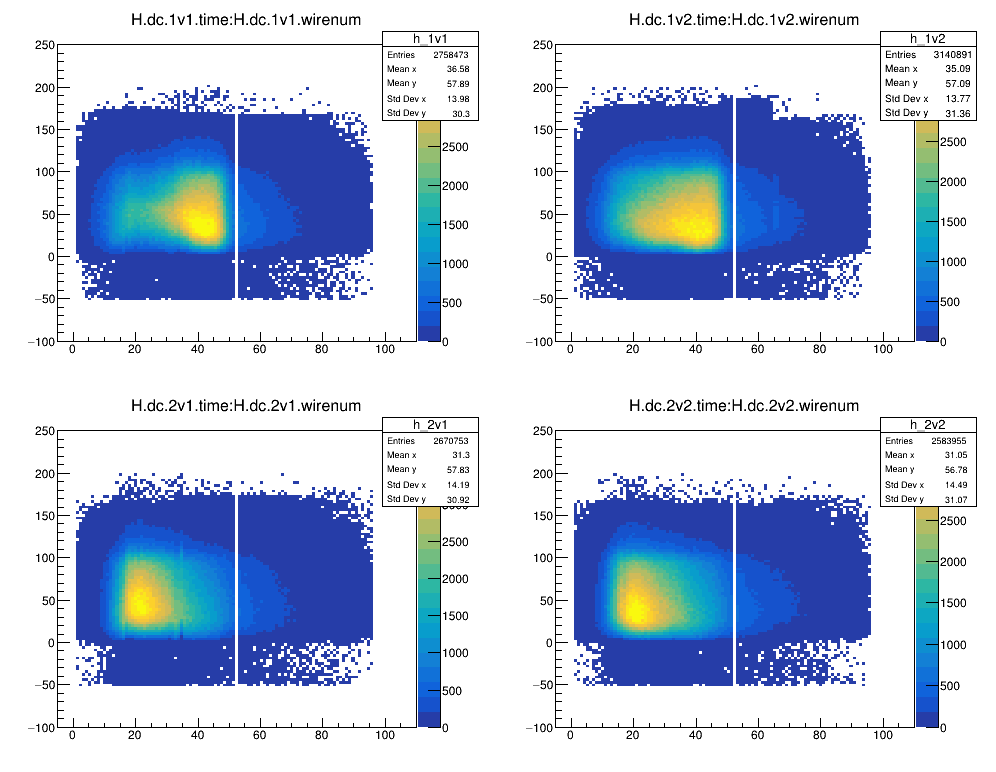 H.dc.1v1.time:H.dc.1v1.wirenum
h_1v1
Entries 2758473
Mean x 36.58
Mean y 57.89
Std Dev x 13.98
Std Dev y 30.3
250
200
150
100
50
0
−50
−100
0 20 40 60 80 100
2500
2000
1500
1000
500
0
H.dc.1v2.time:H.dc.1v2.wirenum
h_1v2
Entries 3140891
Mean x 35.09
Mean y 57.09
Std Dev x 13.77
Std Dev y 31.36
250
200
150
100
50
0
−50
−100
0 20 40 60 80 100
2500
2000
1500
1000
500
0
H.dc.2v1.time:H.dc.2v1.wirenum
h_2v1
Entries 2670753
Mean x 31.3
Mean y 57.83
Std Dev x 14.19
Std Dev y 30.92
250
200
150
100
50
0
−50
−100
0 20 40 60 80 100
2500
2000
1500
1000
500
0
H.dc.2v2.time:H.dc.2v2.wirenum
h_2v2
Entries 2583955
Mean x 31.05
Mean y 56.78
Std Dev x 14.49
Std Dev y 31.07
250
200
150
100
50
0
−50
−100
0 20 40 60 80 100
2500
2000
1500
1000
500
0